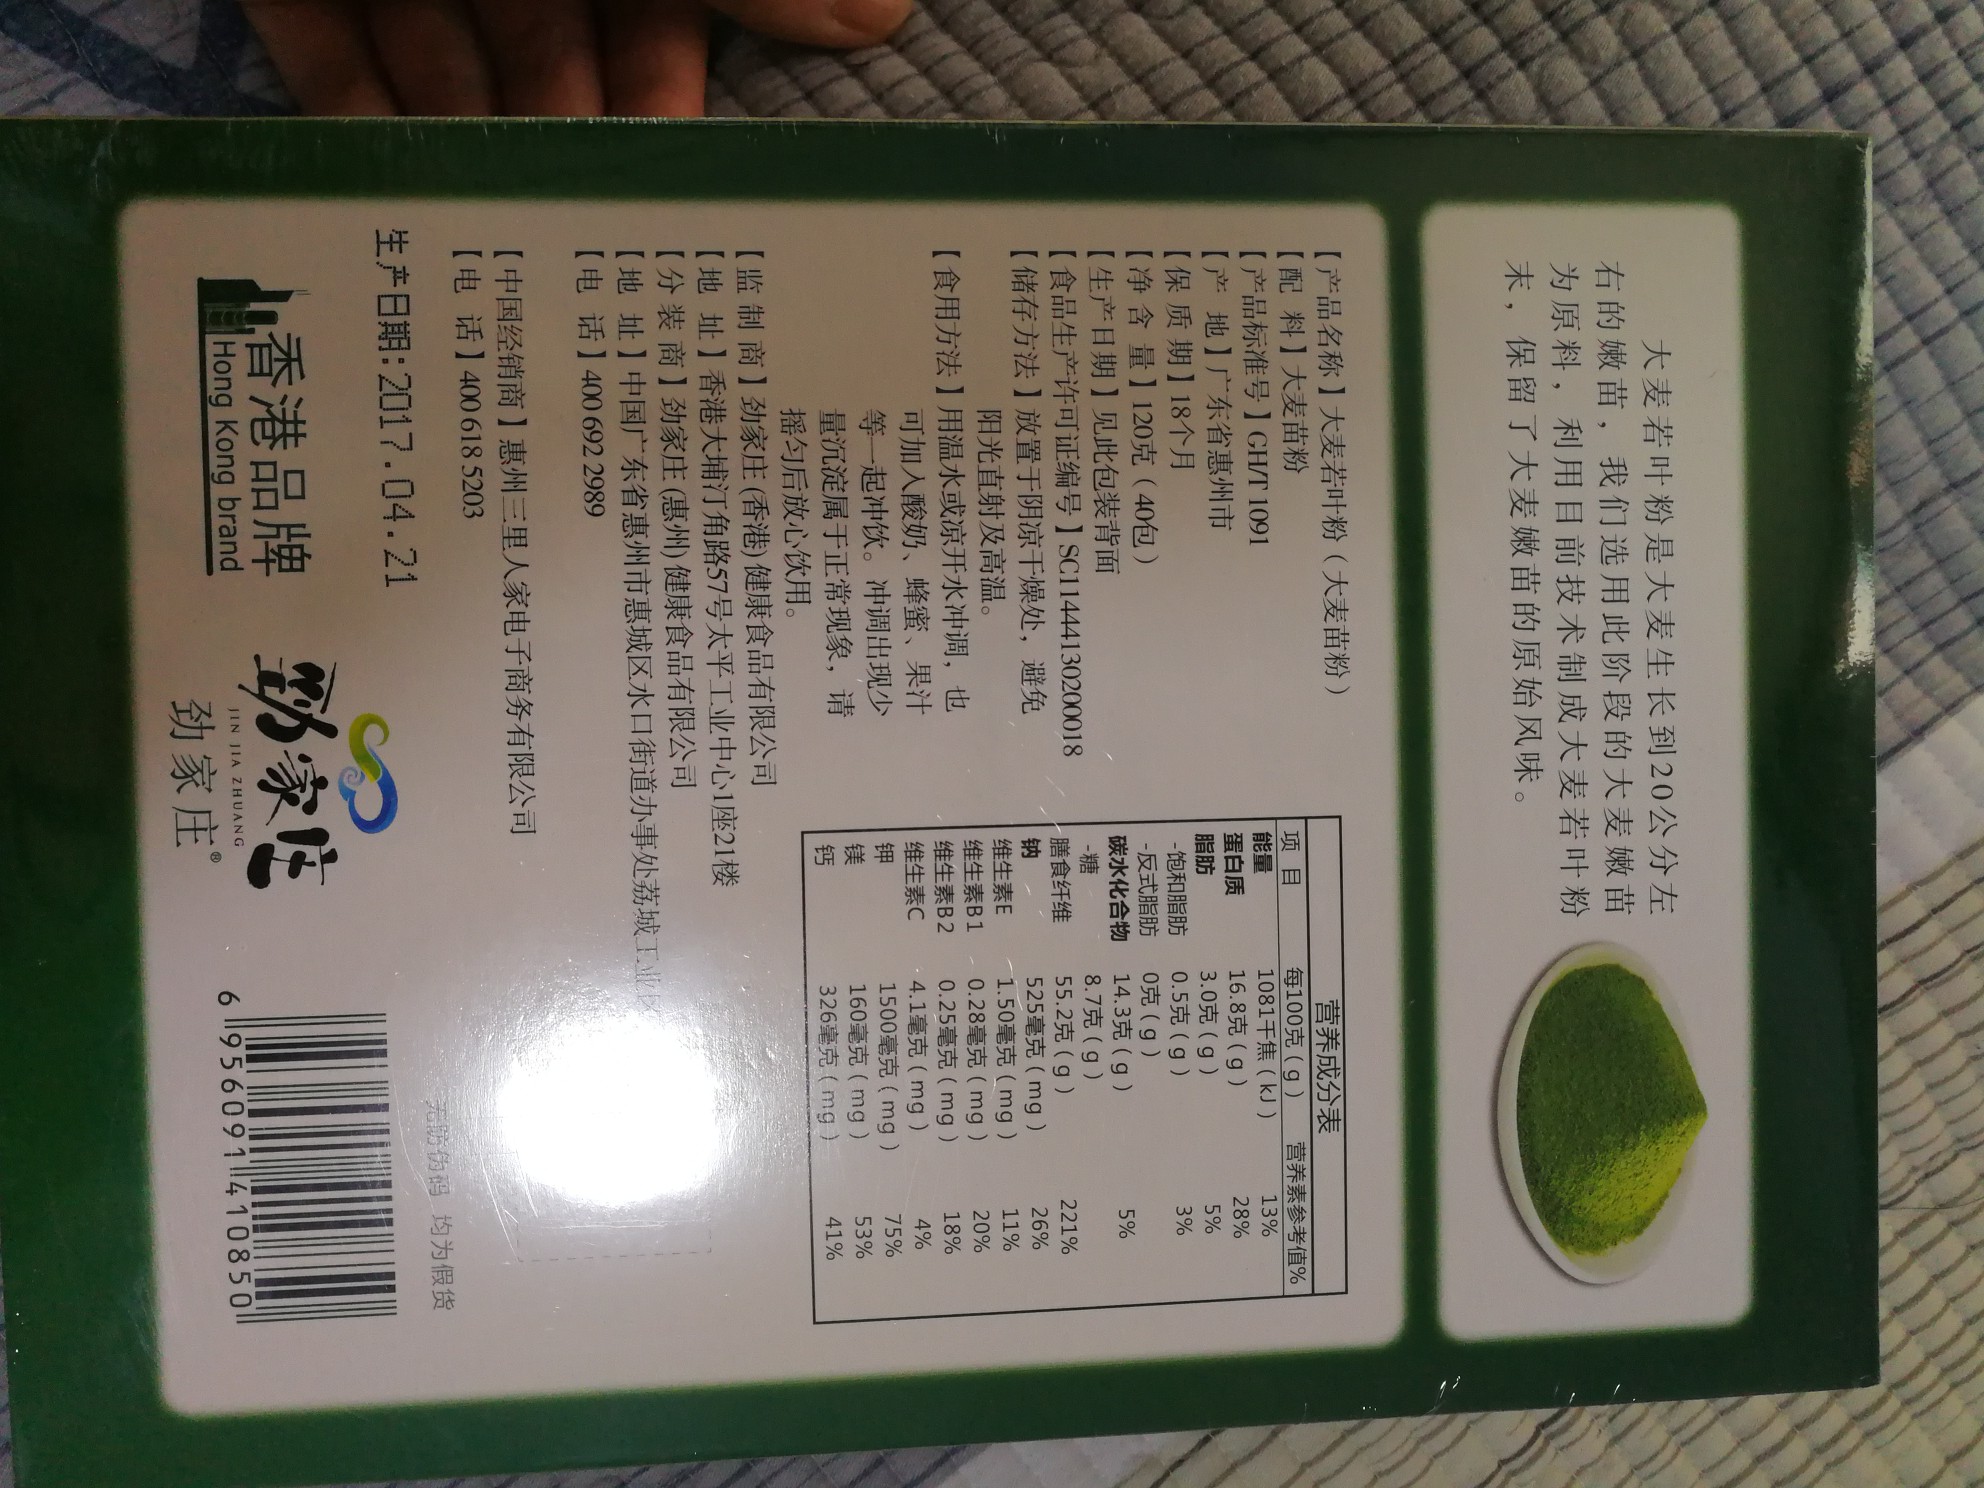 大麦若叶粉是大麦生长到20公分左
右的嫩苗，我们选用此阶段的大麦嫩苗
为原料，利用目前技术制成大麦若叶粉
末，保留了大麦嫩苗的原始风味。
【产品名称】大麦若叶粉（大麦苗粉）
【配 料】大麦苗粉
【产品标准号】GH/T 1091
【产 地】广东省惠州市
【保 质 期】18个月
【净 含 量】120克（40包）
【生产日期】见此包装背面
【食品生产许可证编号】SC11444130200018
【储存方法】放置于阴凉干燥处，避免
阳光直射及高温。
【食用方法】用温水或凉开水冲调，也
可加入酸奶、蜂蜜、果汁
等一起冲饮。冲调出现少
量沉淀属于正常现象，请
摇匀后放心饮用。
【监 制 商】劲家庄(香港)健康食品有限公司
【地 址】香港大埔汀角路57号太平工业中心1座21楼
【分 装 商】劲家庄(惠州)健康食品有限公司
【地 址】中国广东省惠州市惠城区水口街道办事处荔城工业区
【电 话】400 692 2989
【中国经销商】惠州三里人家电子商务有限公司
【电 话】400 618 5203
生产日期:2017.04.21
营养成分表
项 目 每100克(g) 营养素参考值%
能量 1081千焦(kJ) 13%
蛋白质 16.8克(g) 28%
脂肪 3.0克(g) 5%
-饱和脂肪 0.5克(g) 3%
-反式脂肪 0克(g)
碳水化合物 14.3克(g) 5%
-糖 8.7克(g)
膳食纤维 55.2克(g) 221%
钠 525毫克(mg) 26%
维生素E 1.50毫克(mg) 11%
维生素B1 0.28毫克(mg) 20%
维生素B2 0.25毫克(mg) 18%
维生素C 4.1毫克(mg) 4%
钾 1500毫克(mg) 75%
镁 160毫克(mg) 53%
钙 326毫克(mg) 41%
无防伪码 均为假货
香港品牌
Hong Kong brand
劲家庄
JIN JIA ZHUANG
劲家庄®
6 956091 410850